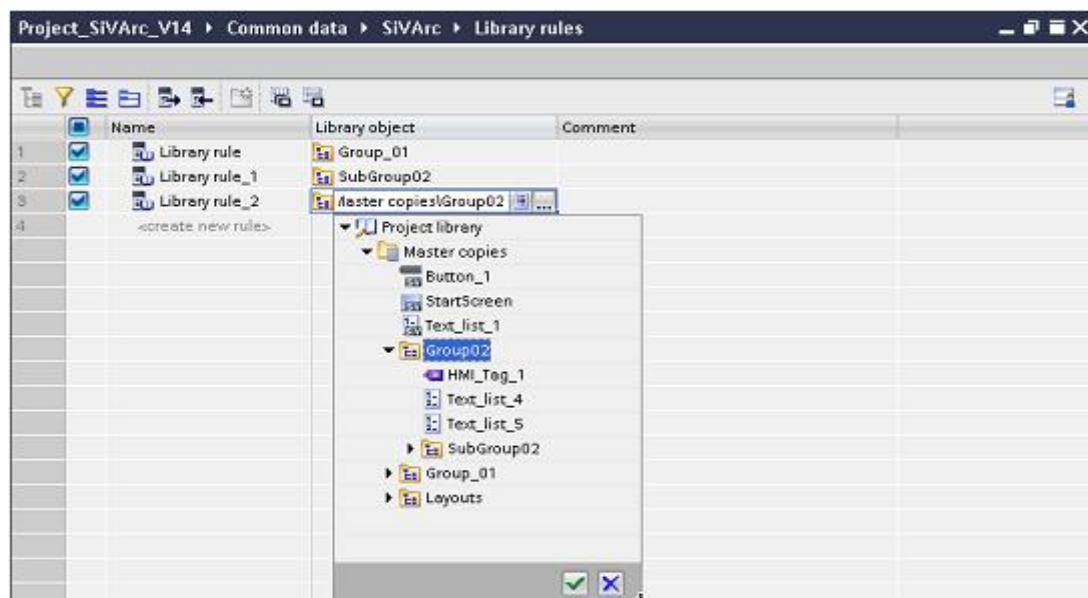 Project_SiVArc_V14 ▸ Common data ▸ SiVArc ▸ Library rules
Name Library object Comment
1 Library rule Group_01
2 Library rule_1 SubGroup02
3 Library rule_2 Master copies\Group02 ...
4 <create new rule>
Project library
Master copies
Button_1
StartScreen
Text_list_1
Group02
HMI_Tag_1
Text_list_4
Text_list_5
SubGroup02
Group_01
Layouts